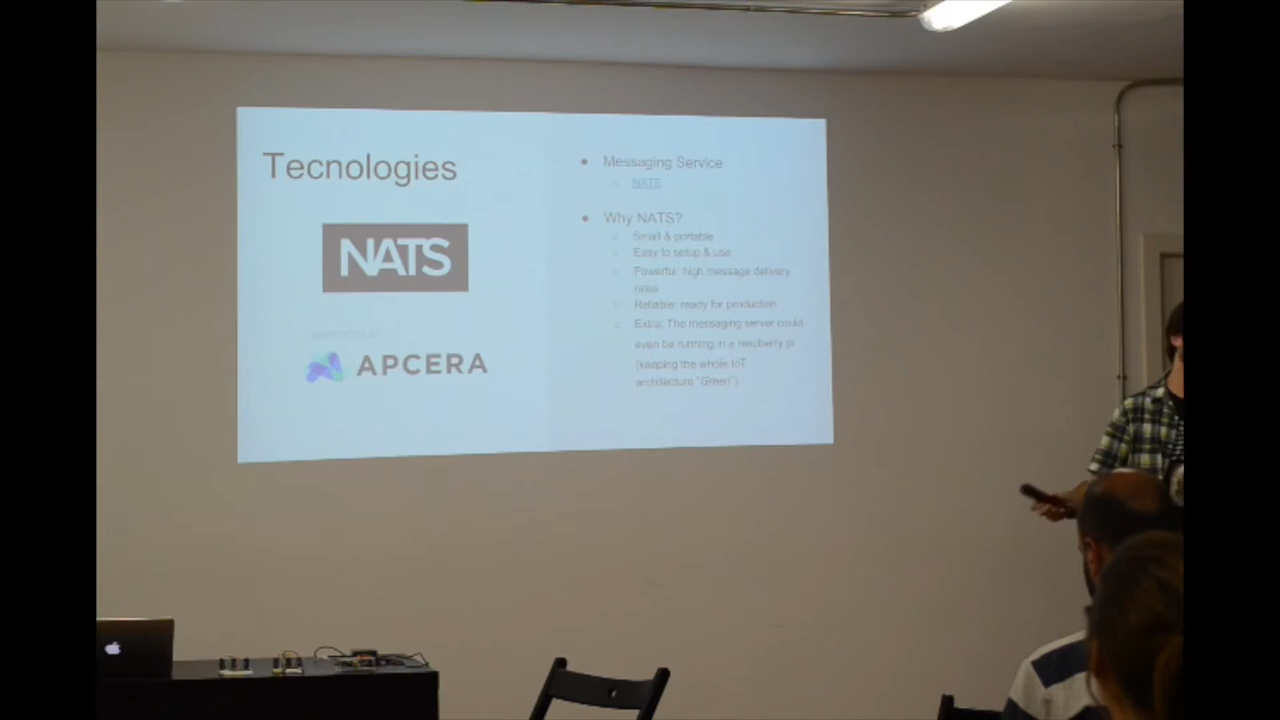 Tecnologies
NATS
APCERA
Messaging Service
NATS
Why NATS?
Small & portable
Easy to setup & use
Powerful: high message delivery
rates
Reliable: ready for production
Extra: The messaging server could
even be running in a raspberry pi
(keeping the whole IoT
architecture "Green")